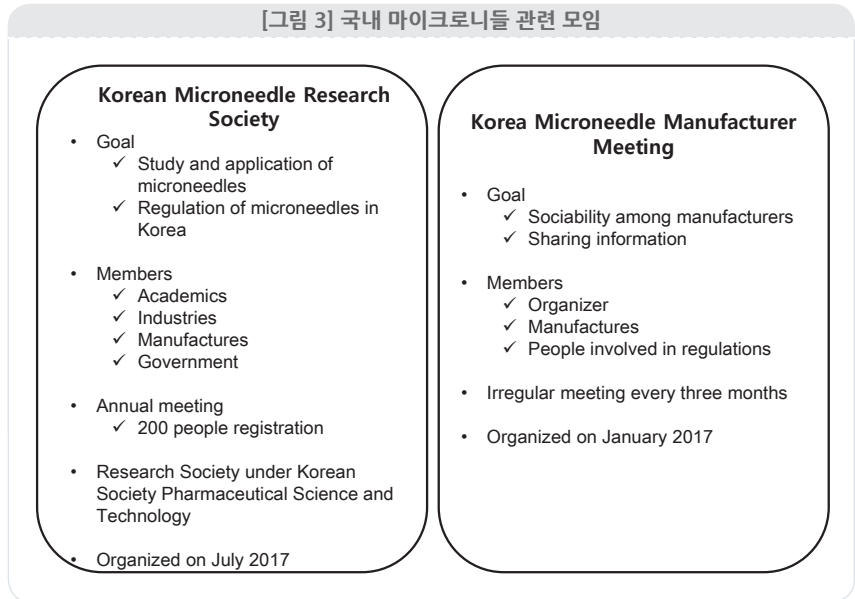 [그림 3] 국내 마이크로니들 관련 모임
Korean Microneedle Research
Society
• Goal
✓ Study and application of
microneedles
✓ Regulation of microneedles in
Korea
• Members
✓ Academics
✓ Industries
✓ Manufactures
✓ Government
• Annual meeting
✓ 200 people registration
• Research Society under Korean
Society Pharmaceutical Science and
Technology
• Organized on July 2017
Korea Microneedle Manufacturer
Meeting
• Goal
✓ Sociability among manufacturers
✓ Sharing information
• Members
✓ Organizer
✓ Manufactures
✓ People involved in regulations
• Irregular meeting every three months
• Organized on January 2017